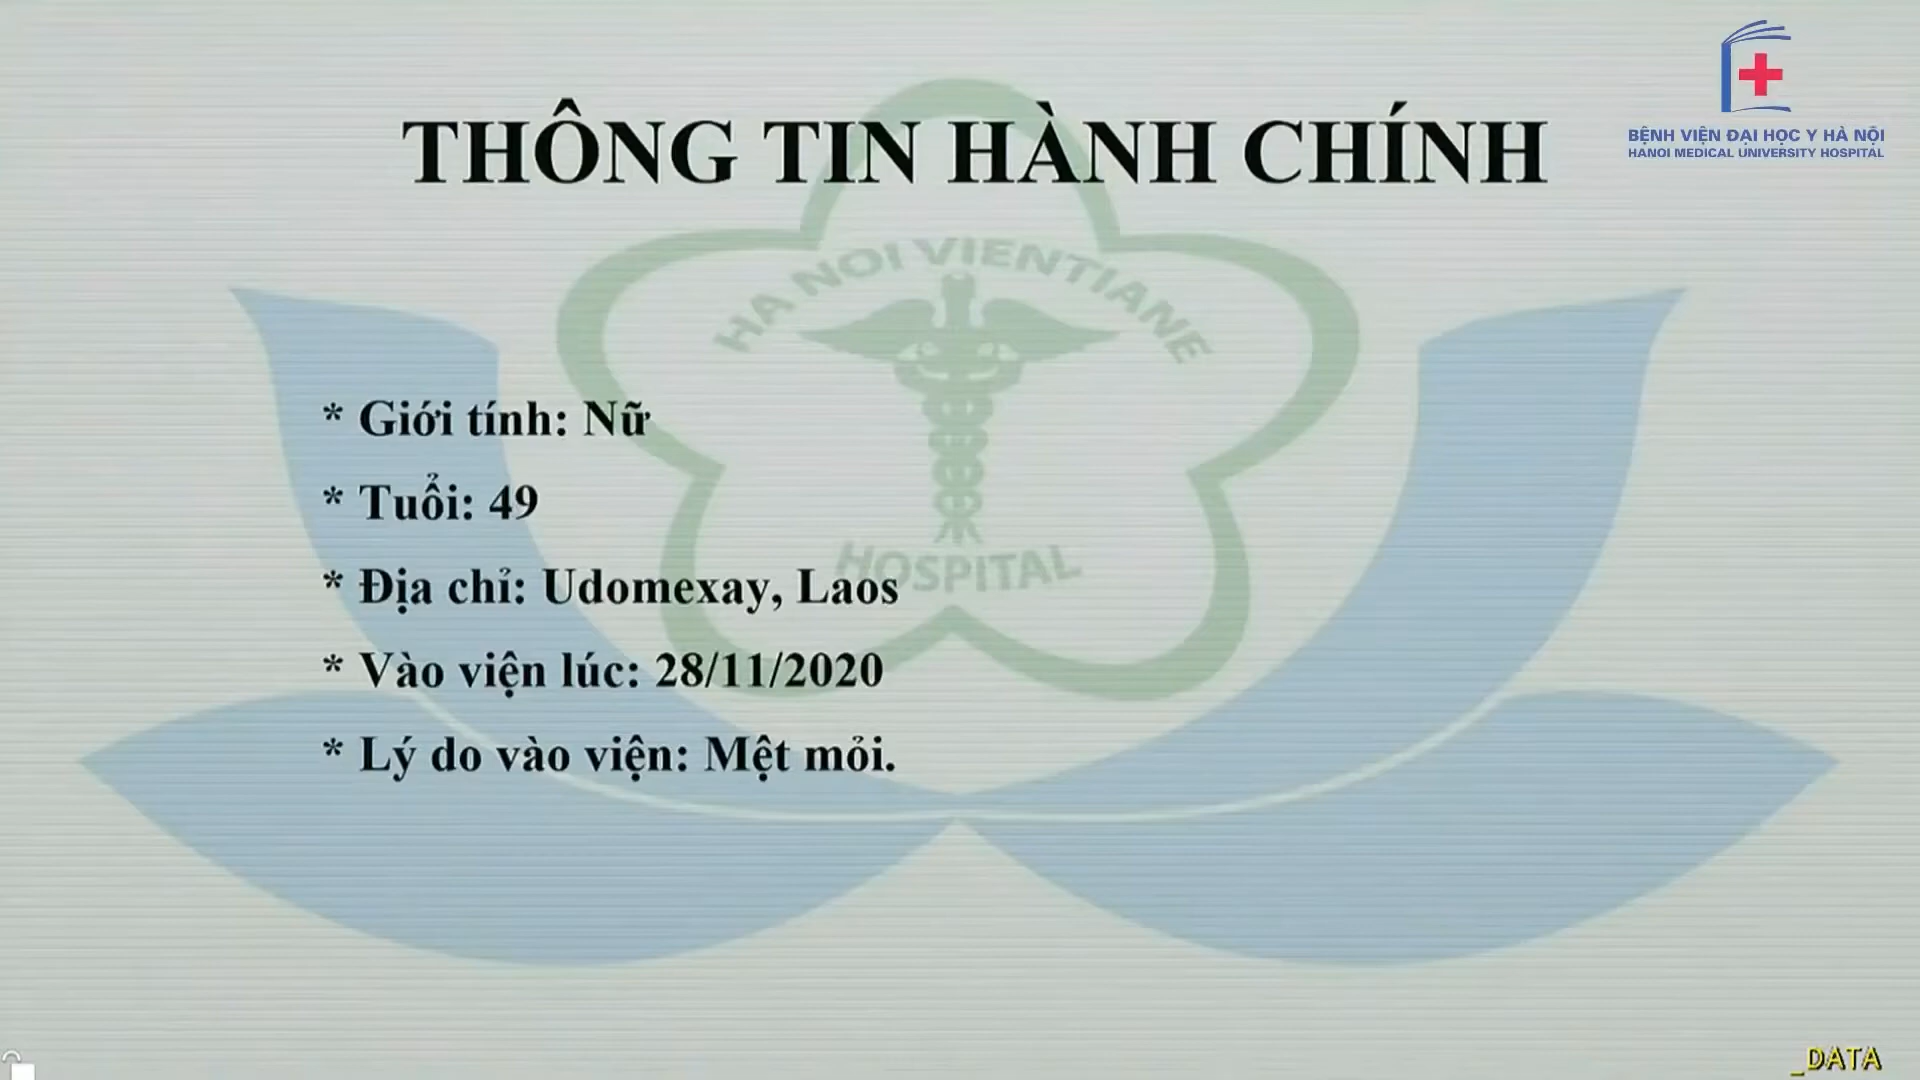 BỆNH VIỆN ĐẠI HỌC Y HÀ NỘI
HANOI MEDICAL UNIVERSITY HOSPITAL
THÔNG TIN HÀNH CHÍNH
HA NOI VIENTIANE
HOSPITAL
* Giới tính: Nữ
* Tuổi: 49
* Địa chỉ: Udomexay, Laos
* Vào viện lúc: 28/11/2020
* Lý do vào viện: Mệt mỏi.
_DATA